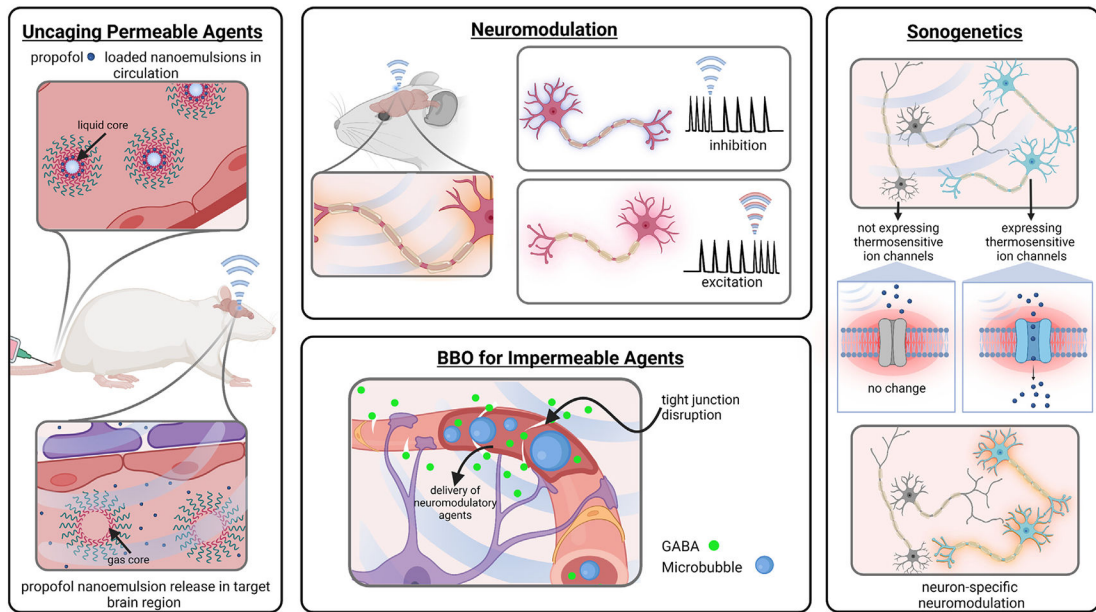 Uncaging Permeable Agents
propofol loaded nanoemulsions in
circulation
liquid core
gas core
propofol nanoemulsion release in target
brain region
Neuromodulation
inhibition
excitation
BBO for Impermeable Agents
tight junction
disruption
delivery of
neuromodulatory
agents
GABA
Microbubble
Sonogenetics
not expressing
thermosensitive
ion channels
expressing
thermosensitive
ion channels
no change
neuron-specific
neuromodulation